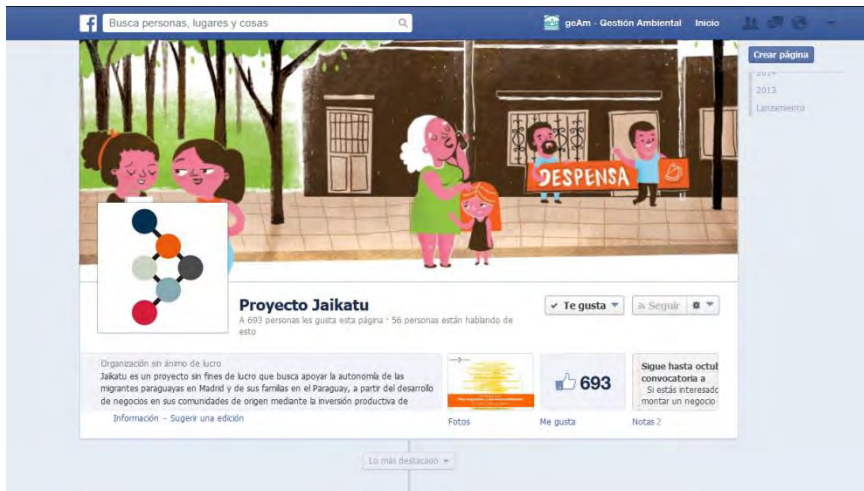 Busca personas, lugares y cosas
geAm - Gestión Ambiental Inicio
Crear página
2014
2013
Lanzamiento
DESPENSA
Proyecto Jaikatu
A 693 personas les gusta esta página · 56 personas están hablando de
esto
Te gusta
Seguir
Organización sin ánimo de lucro
Jaikatu es un proyecto sin fines de lucro que busca apoyar la autonomía de las
migrantes paraguayas en Madrid y de sus familias en el Paraguay, a partir del desarrollo
de negocios en sus comunidades de origen mediante la inversión productiva de
Información - Sugerir una edición
Fotos
693
Me gusta
Sigue hasta octub
convocatoria a
Si estás interesado
montar un negocio
Notas 2
Lo más destacado